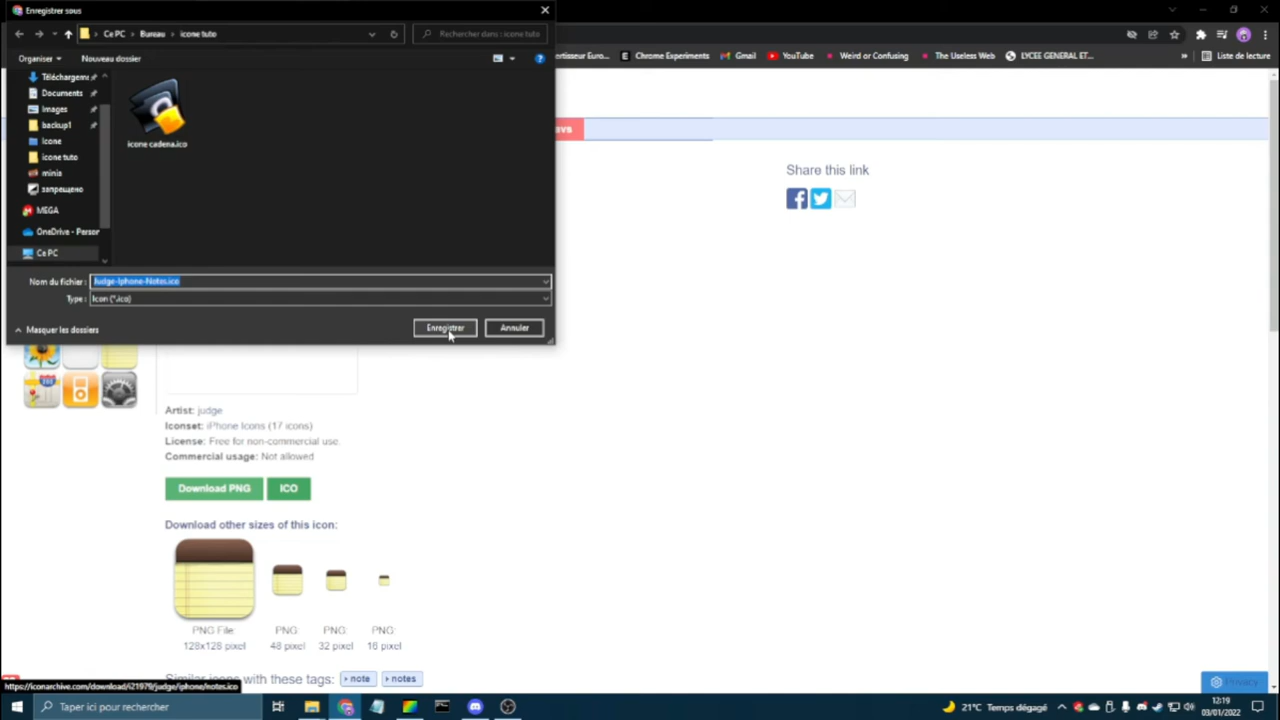 Enregistrer sous
Ce PC > Bureau > icone tuto
Rechercher dans : icone tuto
Organiser
Nouveau dossier
Documents
Images
backup1
Icone
icone tuto
minia
запрещено
MEGA
OneDrive - Person
Ce PC
icone cadena.ico
Nom du fichier : Judge-Iphone-Notes.ico
Type : Icon (*.ico)
Masquer les dossiers
Enregistrer
Annuler
Chrome Experiments
Gmail
YouTube
Weird or Confusing
The Useless Web
LYCEE GENERAL ET...
»
Liste de lecture
Share this link
Artist: judge
Iconset: iPhone Icons (17 icons)
License: Free for non-commercial use.
Commercial usage: Not allowed
Download PNG
ICO
Download other sizes of this icon:
PNG File: PNG: PNG: PNG:
128x128 pixel 48 pixel 32 pixel 16 pixel
Similar icons with these tags: note notes
https://iconarchive.com/download/i21979/judge/iphone/notes.ico
Privacy
Taper ici pour rechercher
21°C Temps dégagé
12:19
03/01/2022